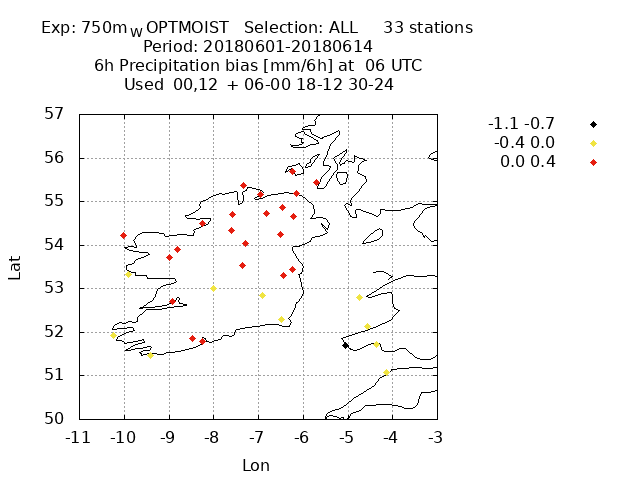 Exp: 750m_W OPTMOIST Selection: ALL 33 stations
Period: 20180601-20180614
6h Precipitation bias [mm/6h] at 06 UTC
Used 00,12 + 06-00 18-12 30-24
-1.1 -0.7
-0.4 0.0
0.0 0.4
57
56
55
54
53
52
51
50
Lat
-11 -10 -9 -8 -7 -6 -5 -4 -3
Lon